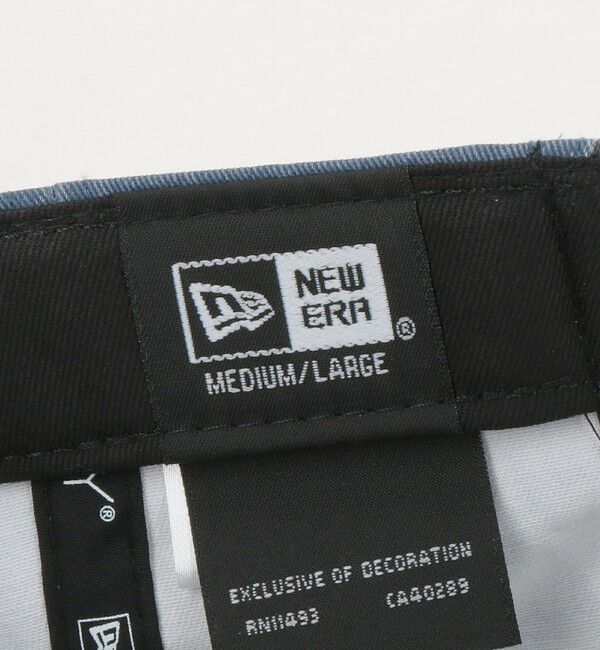 NEW
ERA
®
MEDIUM/LARGE
Y®
EXCLUSIVE OF DECORATION
RN11493 CA40289